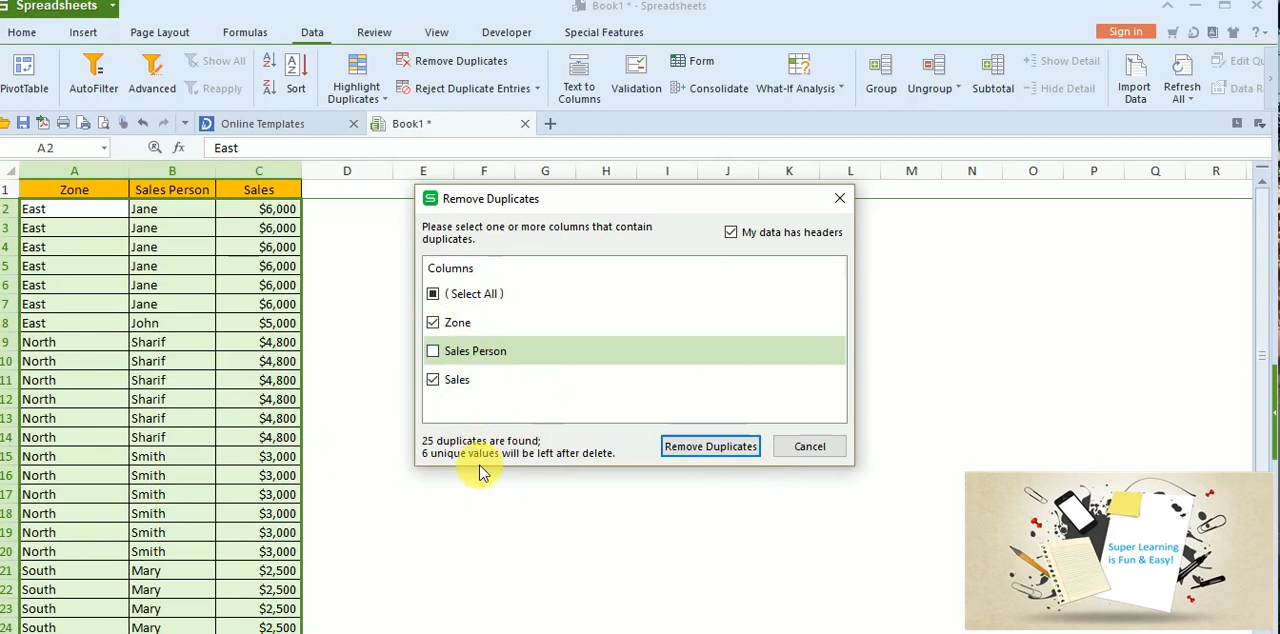 Spreadsheets
Book1 * - Spreadsheets
Home Insert Page Layout Formulas Data Review View Developer Special Features Sign in
PivotTable AutoFilter Advanced Show All Reapply Sort Highlight Duplicates Remove Duplicates Reject Duplicate Entries Text to Columns Validation Form Consolidate What-If Analysis Group Ungroup Subtotal Show Detail Hide Detail Import Data Refresh All
Online Templates Book1 *
A2 fx East
A B C D E F G H I J K L M N O P Q R
1 Zone Sales Person Sales
2 East Jane $6,000
3 East Jane $6,000
4 East Jane $6,000
5 East Jane $6,000
6 East Jane $6,000
7 East Jane $6,000
8 East John $5,000
9 North Sharif $4,800
10 North Sharif $4,800
11 North Sharif $4,800
12 North Sharif $4,800
13 North Sharif $4,800
14 North Sharif $4,800
15 North Smith $3,000
16 North Smith $3,000
17 North Smith $3,000
18 North Smith $3,000
19 North Smith $3,000
20 North Smith $3,000
21 South Mary $2,500
22 South Mary $2,500
23 South Mary $2,500
24 South Mary $2,500
Remove Duplicates
Please select one or more columns that contain
duplicates.
My data has headers
Columns
( Select All )
Zone
Sales Person
Sales
25 duplicates are found;
6 unique values will be left after delete.
Remove Duplicates Cancel
Super Learning
is Fun & Easy!